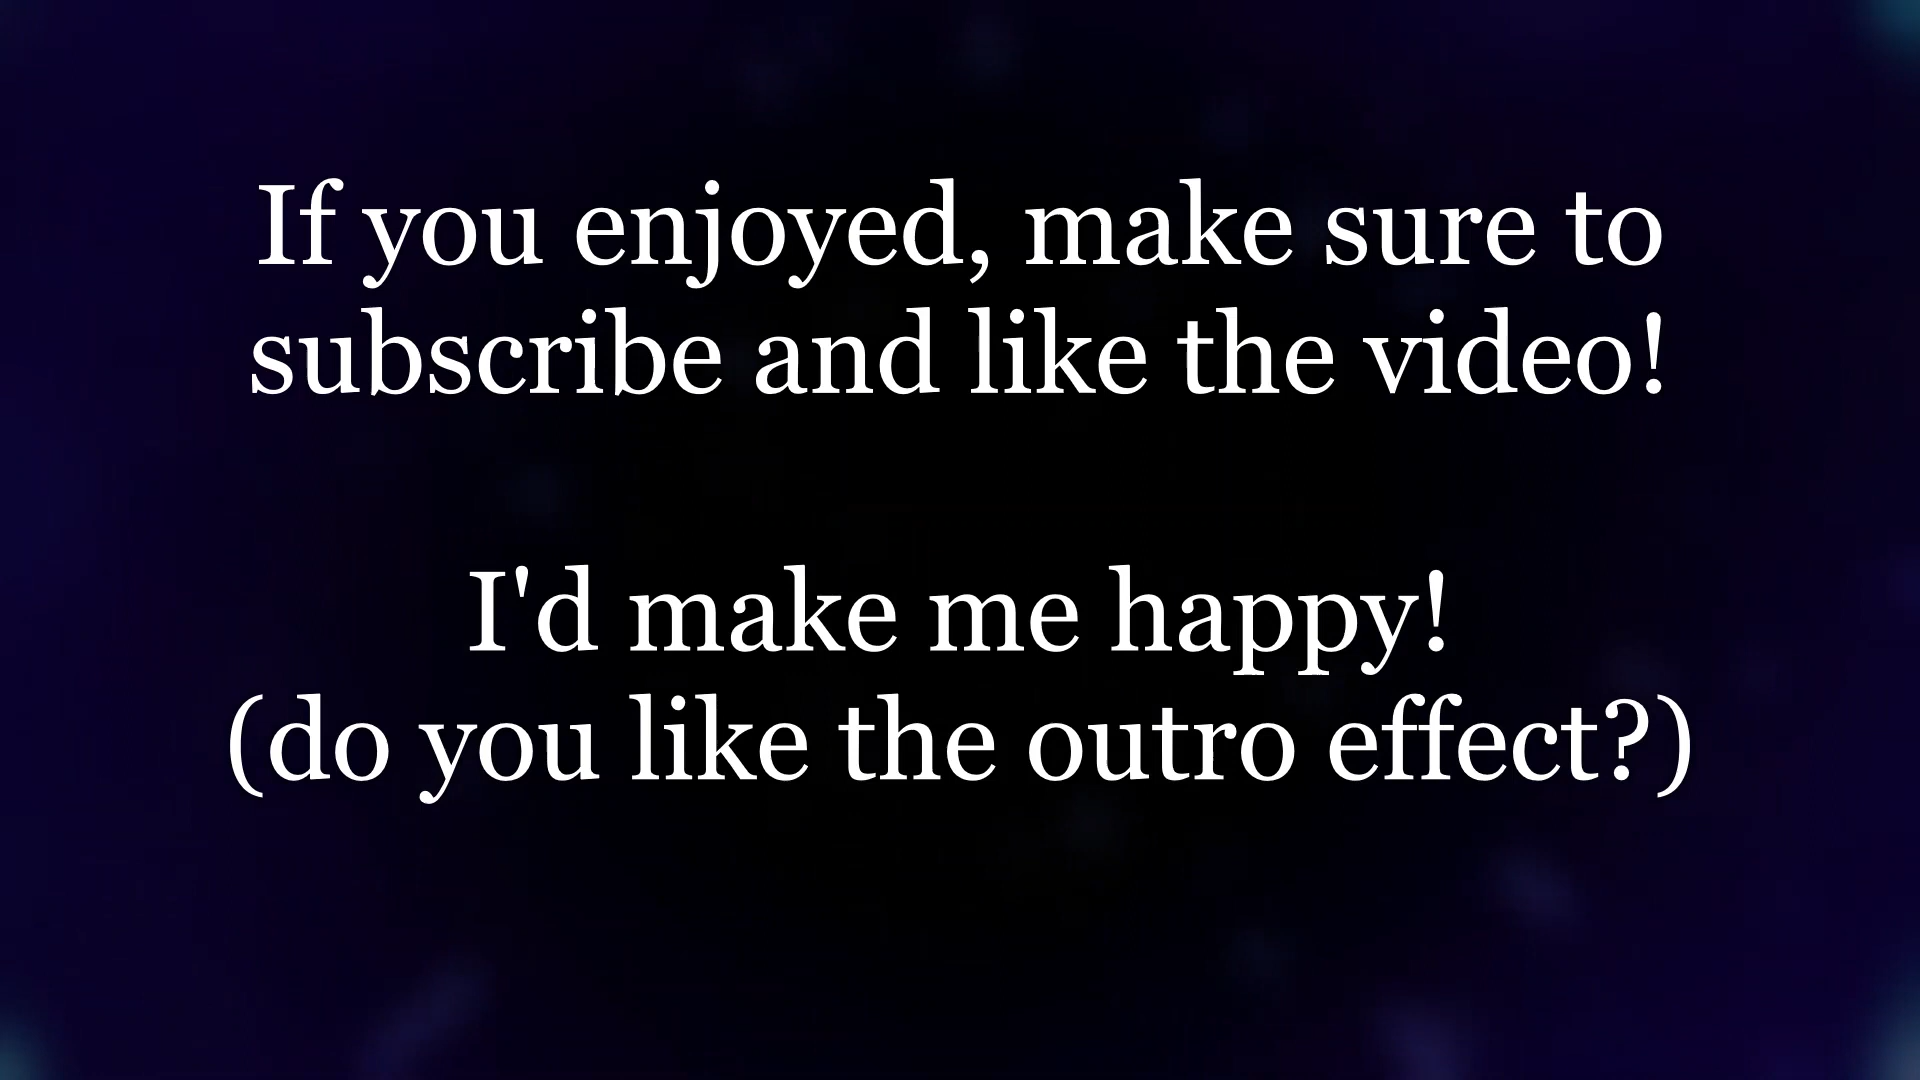 If you enjoyed, make sure to
subscribe and like the video!
I'd make me happy!
(do you like the outro effect?)